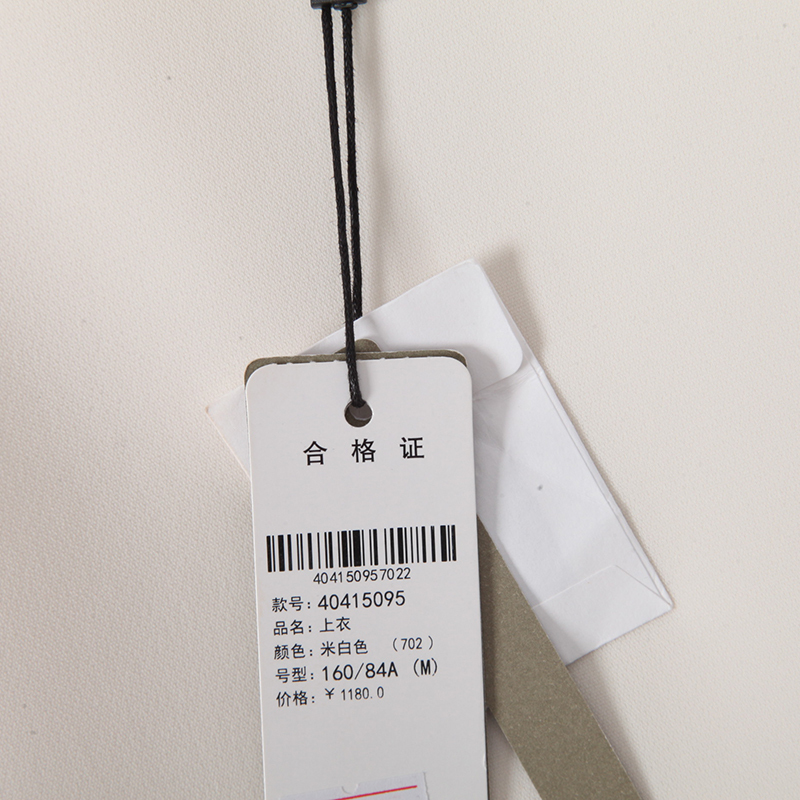 合格证
404150957022
款号：40415095
品名：上衣
颜色：米白色 （702）
号型：160/84A (M)
价格：￥1180.0